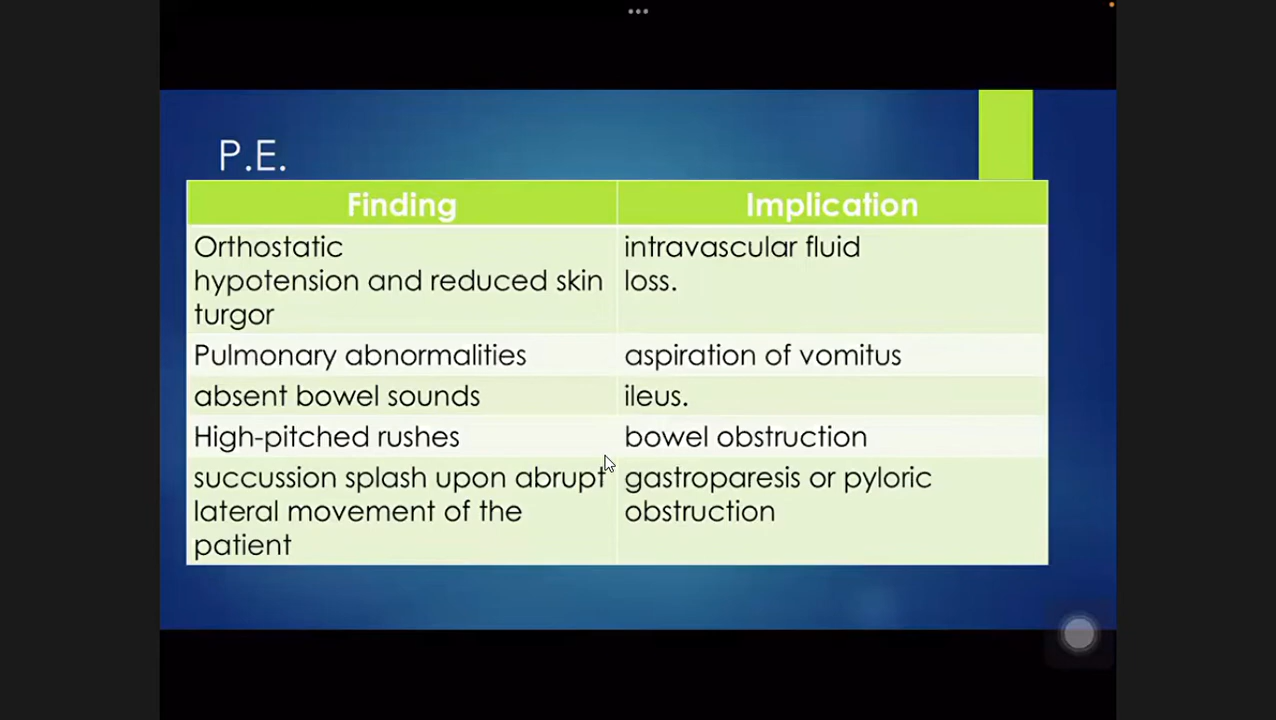 P.E.
Finding
Implication
Orthostatic
hypotension and reduced skin
turgor
intravascular fluid
loss.
Pulmonary abnormalities
aspiration of vomitus
absent bowel sounds
ileus.
High-pitched rushes
bowel obstruction
succussion splash upon abrupt
lateral movement of the
patient
gastroparesis or pyloric
obstruction